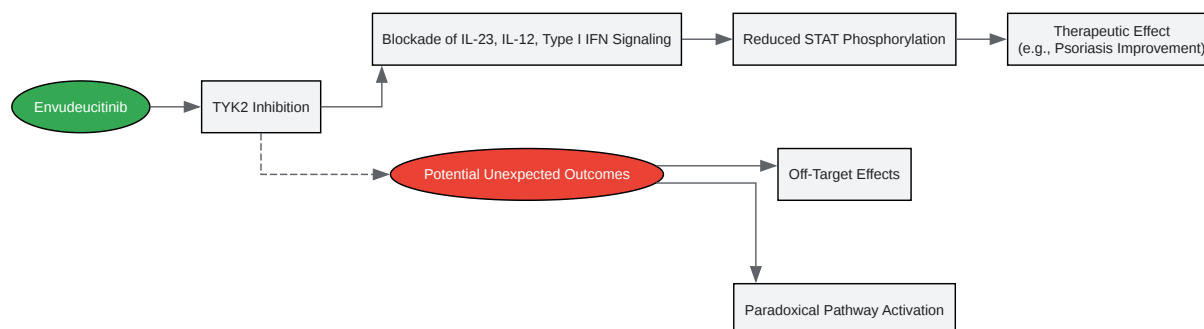 Envudeucitinib
TYK2 Inhibition
Blockade of IL-23, IL-12, Type I IFN Signaling
Reduced STAT Phosphorylation
Therapeutic Effect
(e.g., Psoriasis Improvement)
Potential Unexpected Outcomes
Off-Target Effects
Paradoxical Pathway Activation